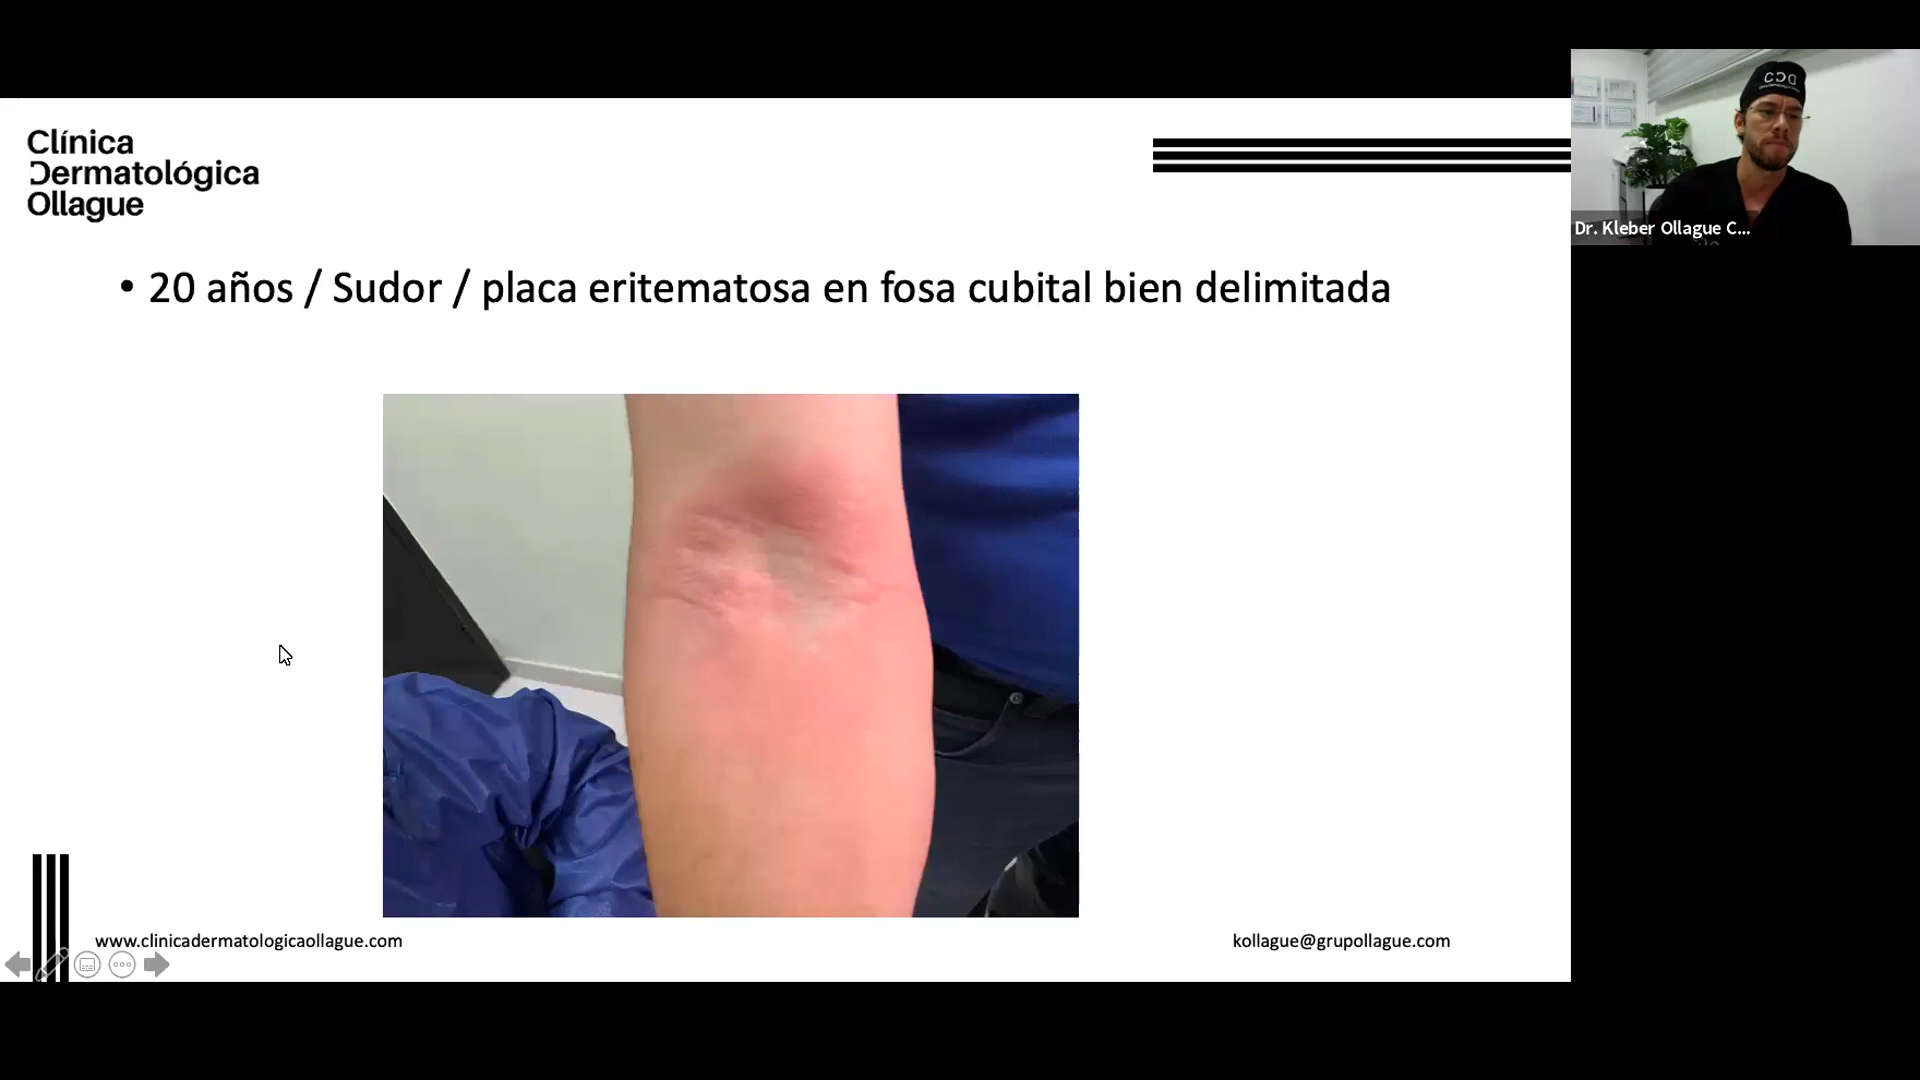 Clínica
Dermatológica
Ollague
• 20 años / Sudor / placa eritematosa en fosa cubital bien delimitada
www.clinicadermatologicaollague.com
kollague@grupollague.com
Dr. Kleber Ollague C...